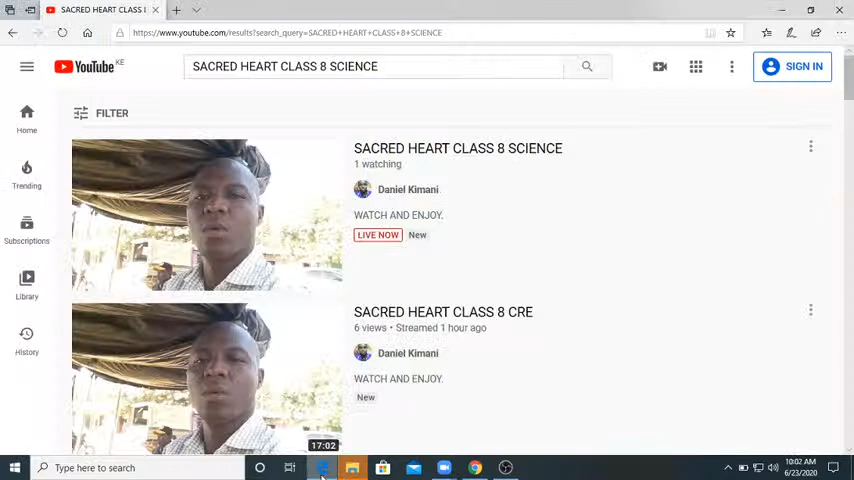 SACRED HEART CLASS 8 I
https://www.youtube.com/results?search_query=SACRED+HEART+CLASS+8+SCIENCE
YouTube KE
SACRED HEART CLASS 8 SCIENCE
SIGN IN
FILTER
Home
Trending
Subscriptions
Library
History
SACRED HEART CLASS 8 SCIENCE
1 watching
Daniel Kimani
WATCH AND ENJOY.
LIVE NOW New
SACRED HEART CLASS 8 CRE
6 views • Streamed 1 hour ago
Daniel Kimani
WATCH AND ENJOY.
New
17:02
Type here to search
10:02 AM
6/23/2020